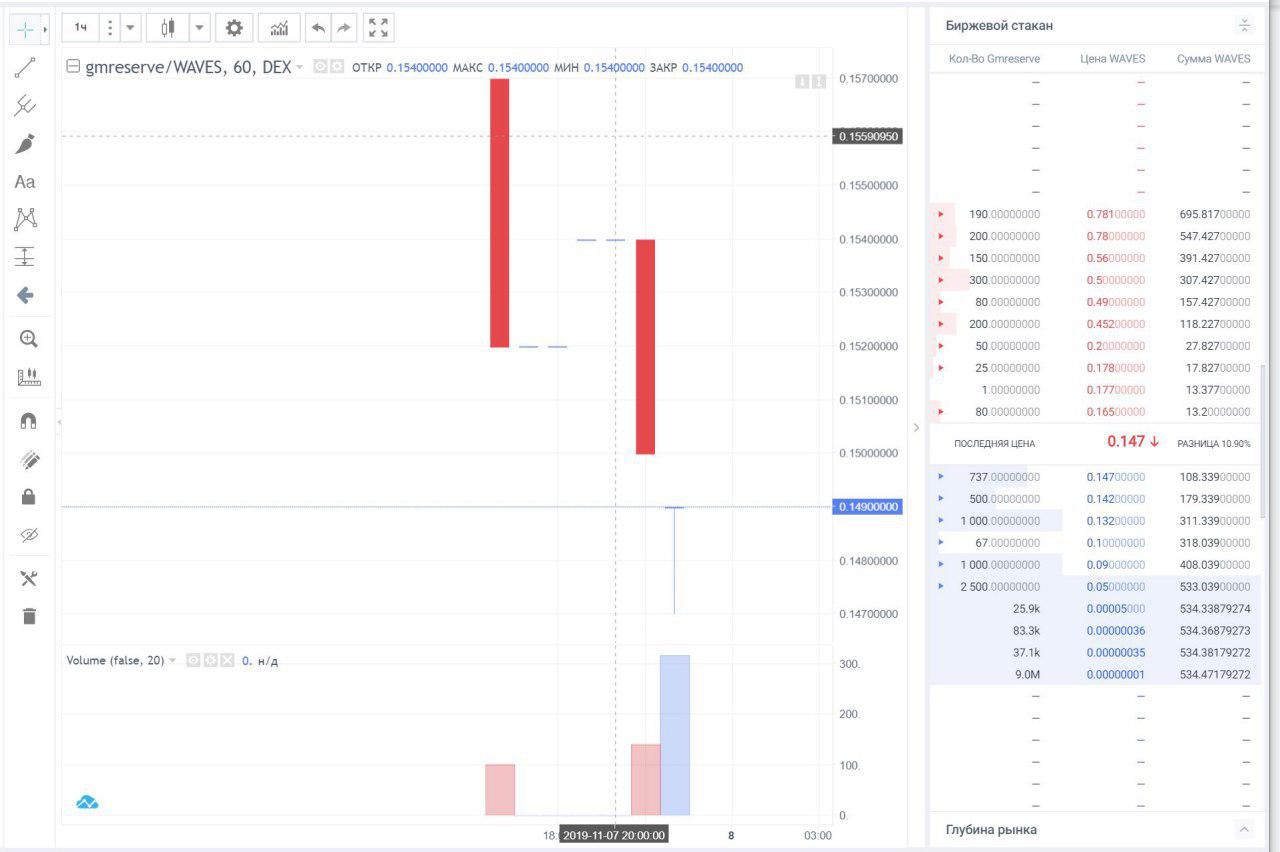 1ч
gmreserve/WAVES, 60, DEX ОТКР 0.15400000 МАКС 0.15400000 МИН 0.15400000 ЗАКР 0.15400000
Aa
0.15700000
0.15590950
0.15500000
0.15400000
0.15300000
0.15200000
0.15100000
0.15000000
0.14900000
0.14800000
0.14700000
Volume (false, 20) 0. н/д
300.
200.
100.
0.
18: 2019-11-07 20:00:00 8 03:00
Биржевой стакан
Кол-Во Gmreserve Цена WAVES Сумма WAVES
– – –
– – –
– – –
– – –
– – –
– – –
190.00000000 0.78100000 695.81700000
200.00000000 0.78000000 547.42700000
150.00000000 0.56000000 391.42700000
300.00000000 0.50000000 307.42700000
80.00000000 0.49000000 157.42700000
200.00000000 0.45200000 118.22700000
50.00000000 0.20000000 27.82700000
25.00000000 0.17800000 17.82700000
1.00000000 0.17700000 13.37700000
80.00000000 0.16500000 13.20000000
ПОСЛЕДНЯЯ ЦЕНА 0.147 ↓ РАЗНИЦА 10.90%
737.00000000 0.14700000 108.33900000
500.00000000 0.14200000 179.33900000
1 000.00000000 0.13200000 311.33900000
67.00000000 0.10000000 318.03900000
1 000.00000000 0.09000000 408.03900000
2 500.00000000 0.05000000 533.03900000
25.9k 0.00005000 534.33879274
83.3k 0.00000036 534.36879273
37.1k 0.00000035 534.38179272
9.0M 0.00000001 534.47179272
– – –
– – –
– – –
– – –
– – –
– – –
Глубина рынка